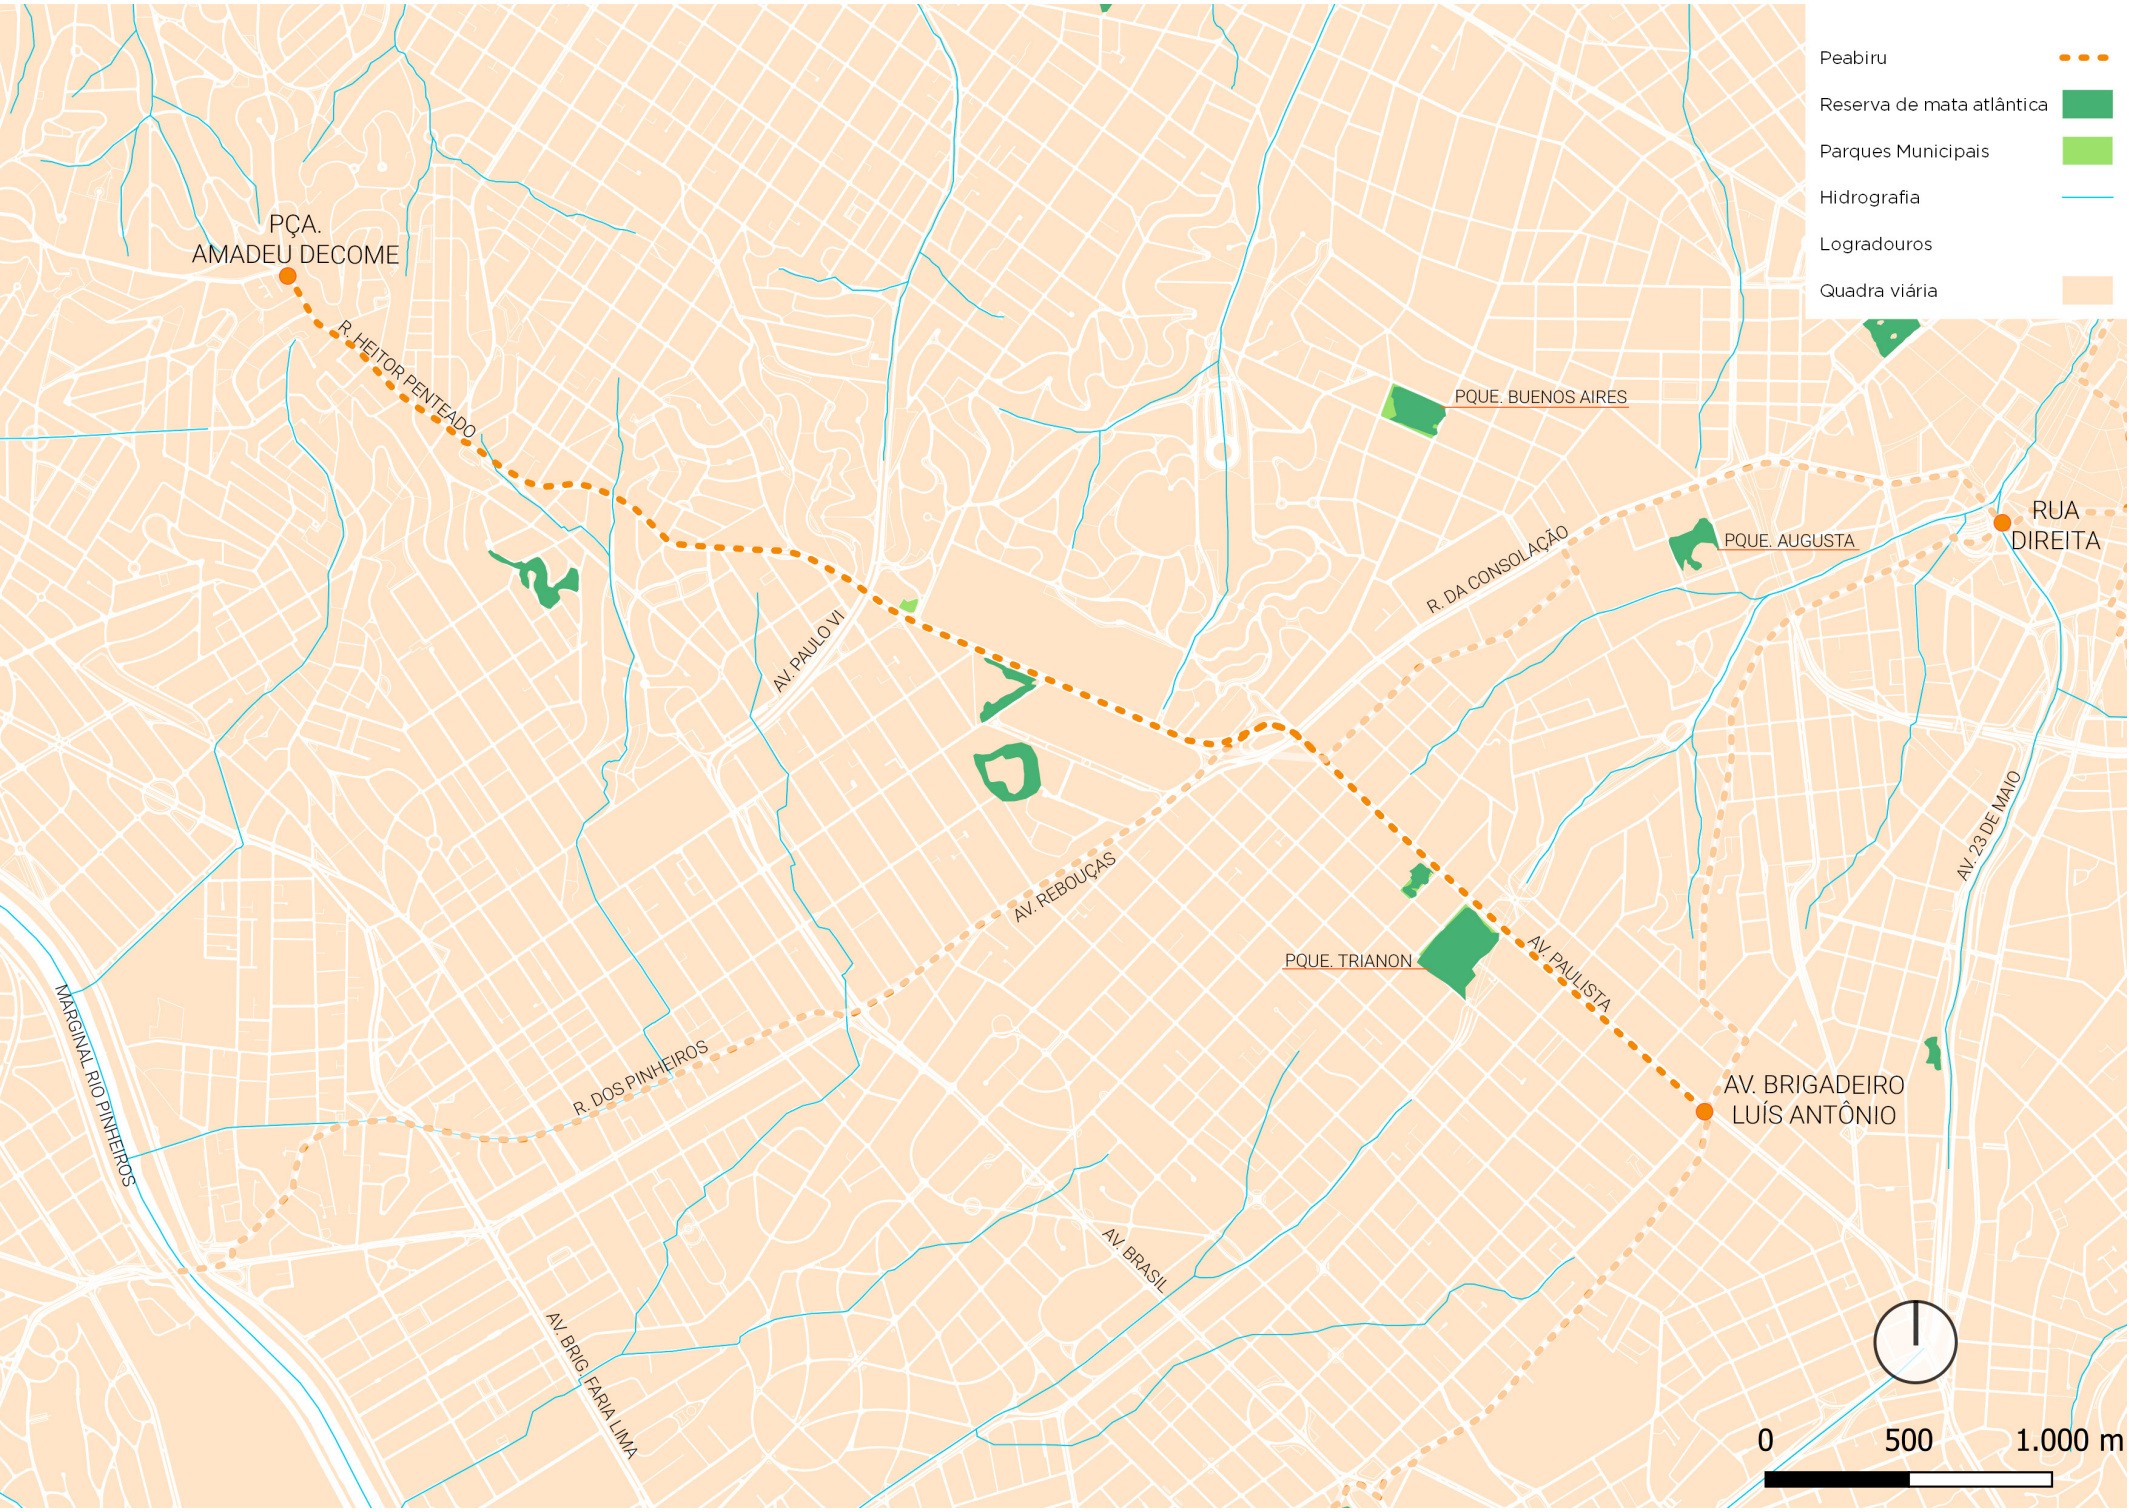 Peabiru
Reserva de mata atlântica
Parques Municipais
Hidrografia
Logradouros
Quadra viária
PÇA.
AMADEU DECOME
R. HEITOR PENTEADO
PQUE. BUENOS AIRES
RUA
DIREITA
PQUE. AUGUSTA
R. DA CONSOLAÇÃO
AV. PAULO VI
AV. 23 DE MAIO
AV. REBOUÇAS
PQUE. TRIANON
AV. PAULISTA
MARGINAL RIO PINHEIROS
R. DOS PINHEIROS
AV. BRIGADEIRO
LUÍS ANTÔNIO
AV. BRASIL
AV. BRIG. FARIA LIMA
0 500 1.000 m